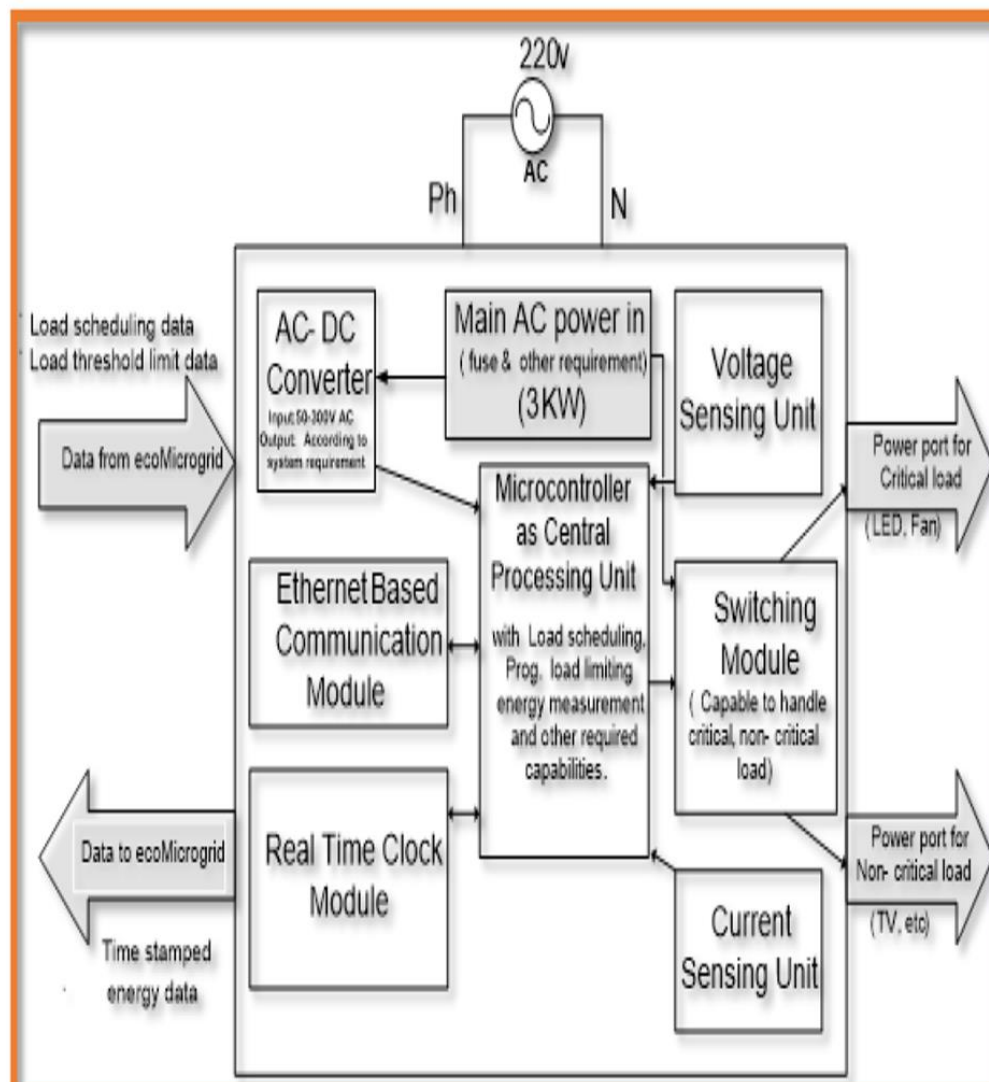 220v
AC
Ph
N
Load scheduling data
Load threshold limit data
Data from ecoMicrogrid
AC- DC
Converter
Input:50-300V AC
Output: According to
system requirement
Main AC power in
( fuse & other requirement)
(3KW)
Voltage
Sensing Unit
Power port for
Critical load
(LED, Fan)
Ethernet Based
Communication
Module
Microcontroller
as Central
Processing Unit
with Load scheduling,
Prog. load limiting
energy measurement
and other required
capabilities.
Switching
Module
( Capable to handle
critical, non- critical
load)
Data to ecoMicrogrid
Time stamped
energy data
Real Time Clock
Module
Current
Sensing Unit
Power port for
Non- critical load
(TV, etc)